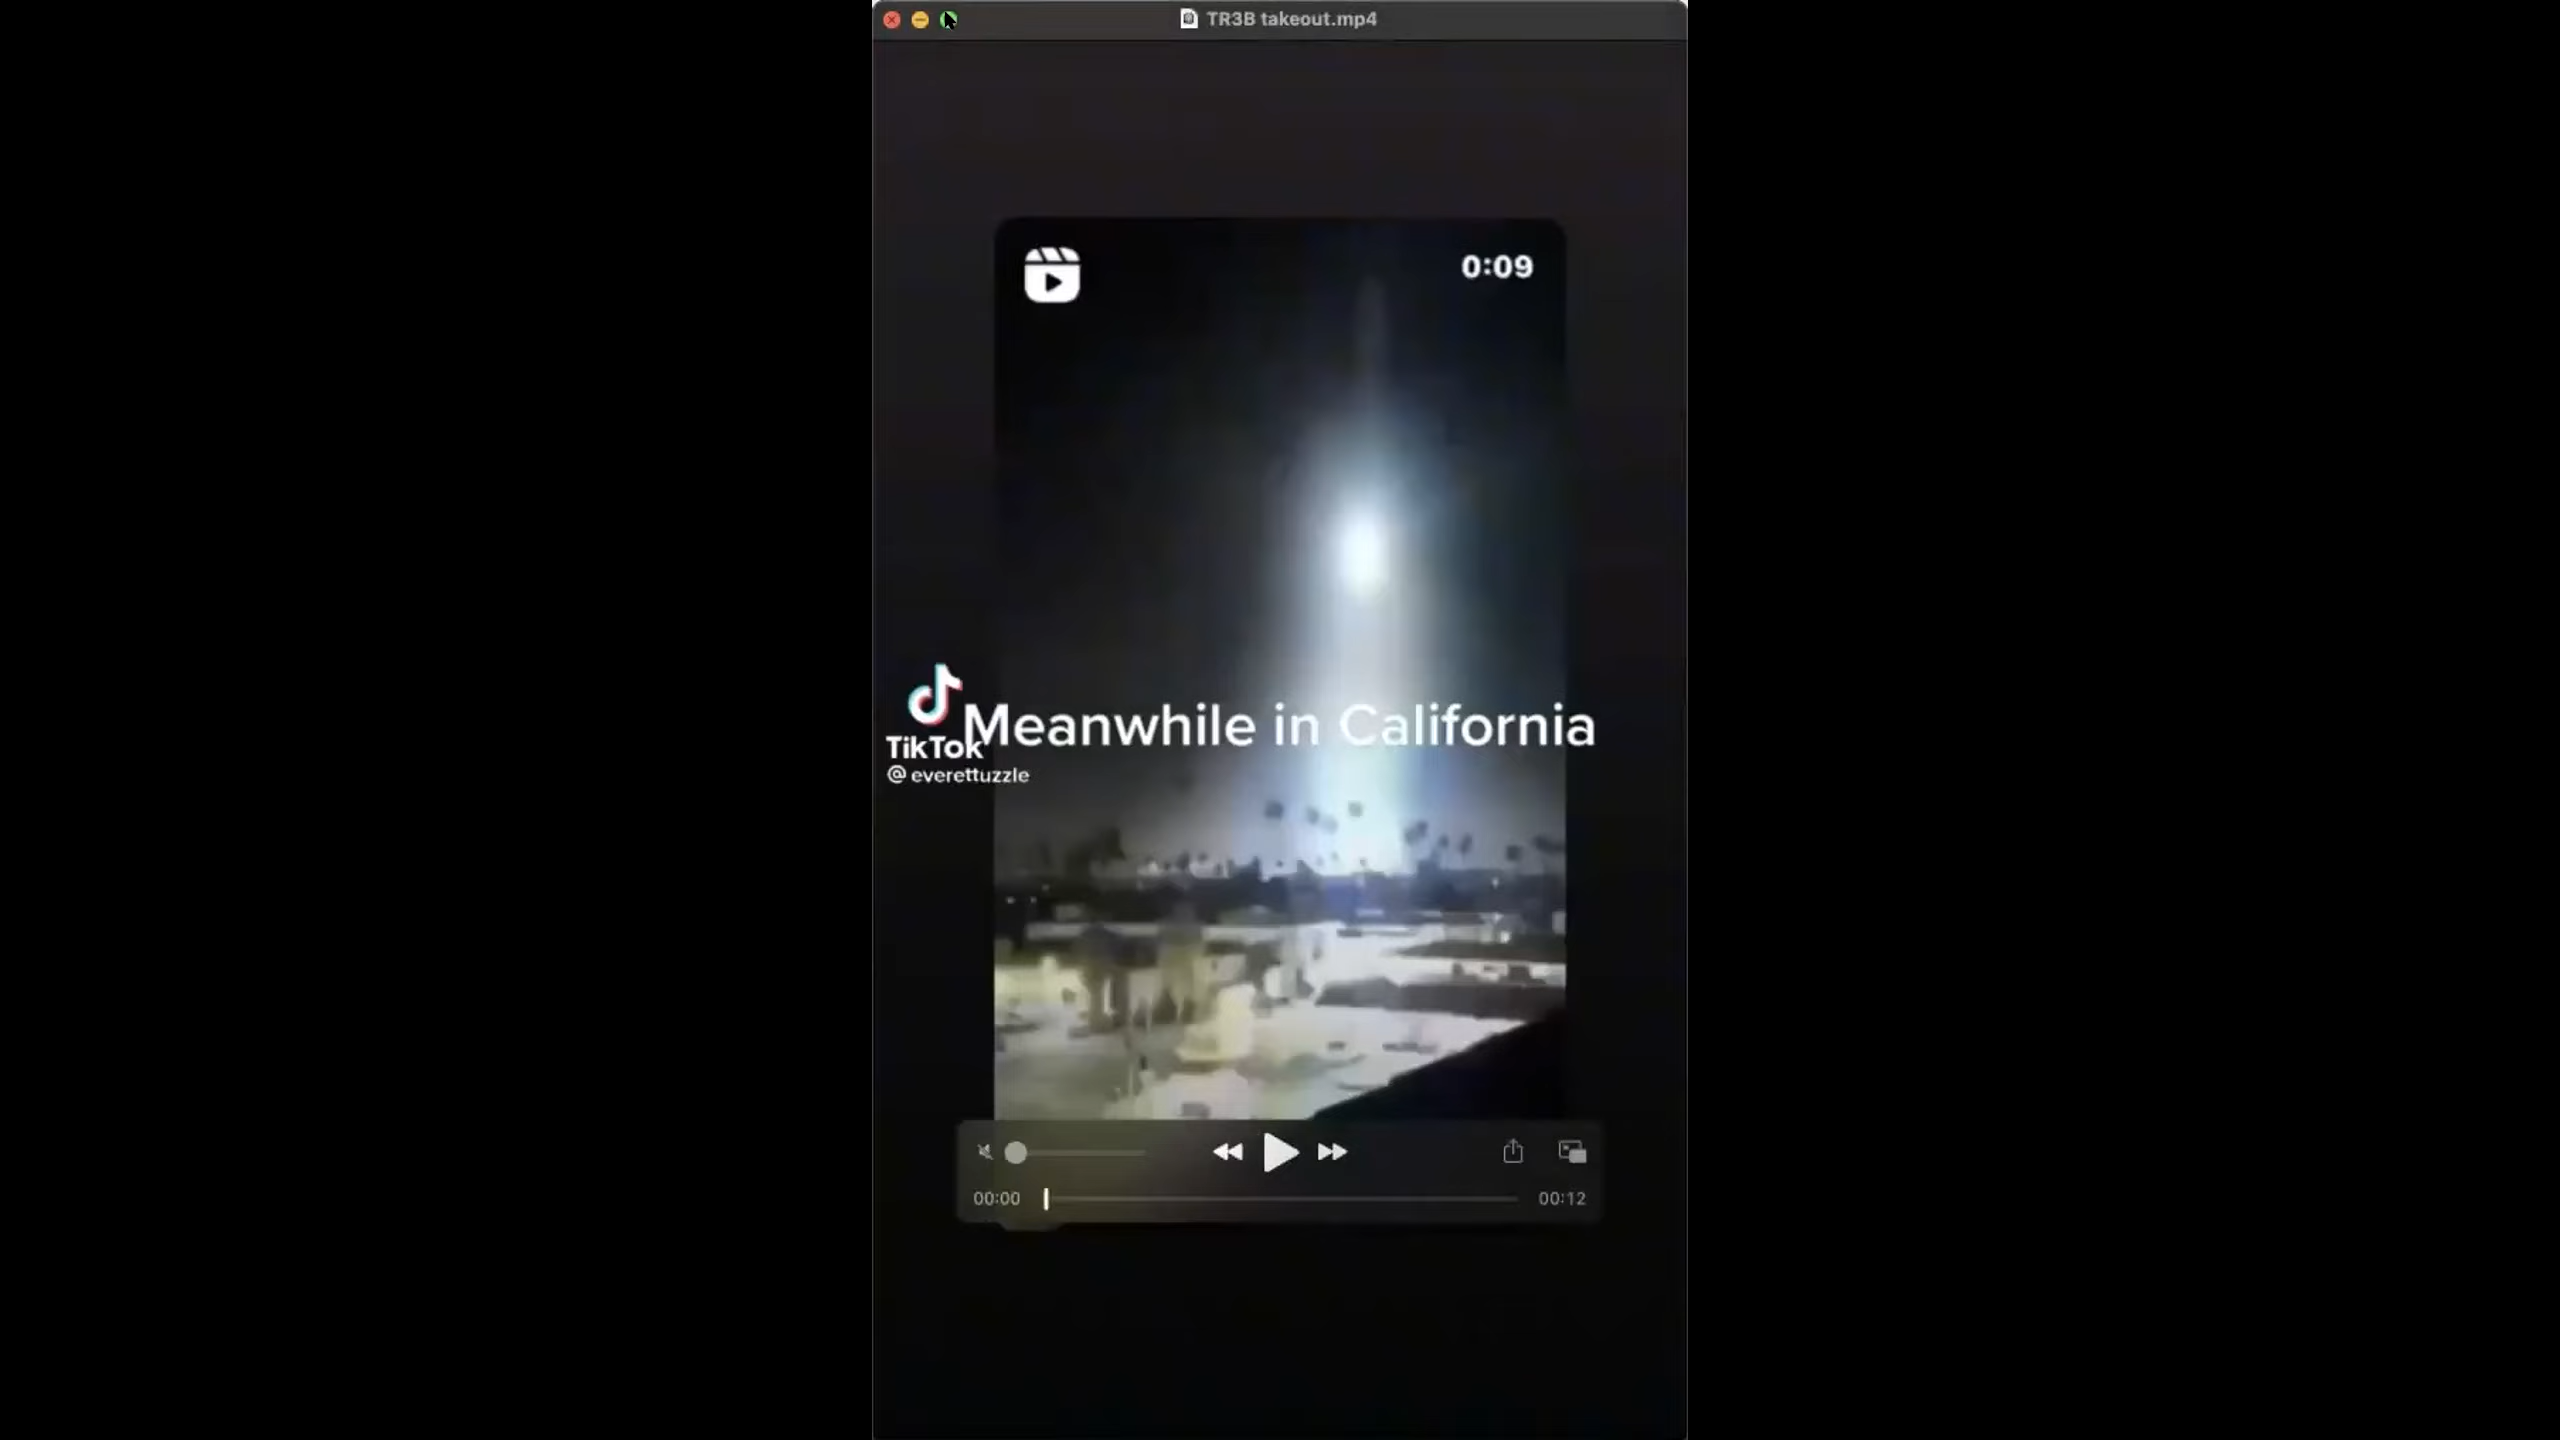 TR3B takeout.mp4
0:09
Meanwhile in California
TikTok
@everettuzzle
00:00
00:12